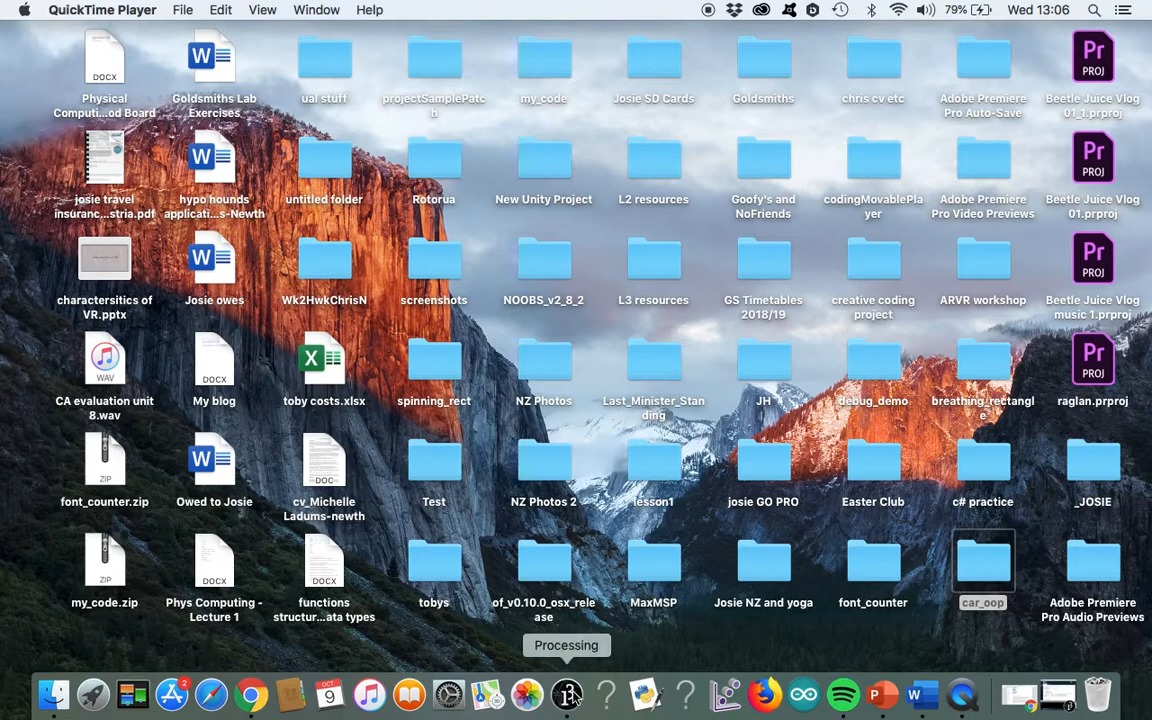 QuickTime Player File Edit View Window Help 79% Wed 13:06
DOCX
Physical
Computi...od Board
Goldsmiths Lab
Exercises
ual stuff
projectSamplePatc
h
my_code
Josie SD Cards
Goldsmiths
chris cv etc
Adobe Premiere
Pro Auto-Save
Pr
PROJ
Beetle Juice Vlog
01_1.prproj
josie travel
insuranc...stria.pdf
W
hypo hounds
applicati...s-Newth
untitled folder
Rotorua
New Unity Project
L2 resources
Goofy's and
NoFriends
codingMovablePla
yer
Adobe Premiere
Pro Video Previews
Pr
PROJ
Beetle Juice Vlog
01.prproj
charactersitics of
VR.pptx
W
Josie owes
Wk2HwkChrisN
screenshots
NOOBS_v2_8_2
L3 resources
GS Timetables
2018/19
creative coding
project
ARVR workshop
Pr
PROJ
Beetle Juice Vlog
music 1.prproj
WAV
CA evaluation unit
8.wav
DOCX
My blog
X
toby costs.xlsx
spinning_rect
NZ Photos
Last_Minister_Stan
ding
JH
debug_demo
breathing_rectangl
e
Pr
PROJ
raglan.prproj
ZIP
font_counter.zip
W
Owed to Josie
DOC
cv_Michelle
Ladums-newth
Test
NZ Photos 2
lesson1
josie GO PRO
Easter Club
c# practice
_JOSIE
ZIP
my_code.zip
DOCX
Phys Computing -
Lecture 1
DOCX
functions
structur...ata types
tobys
of_v0.10.0_osx_rele
ase
MaxMSP
Josie NZ and yoga
font_counter
car_oop
Adobe Premiere
Pro Audio Previews
Processing
2
OCT
9